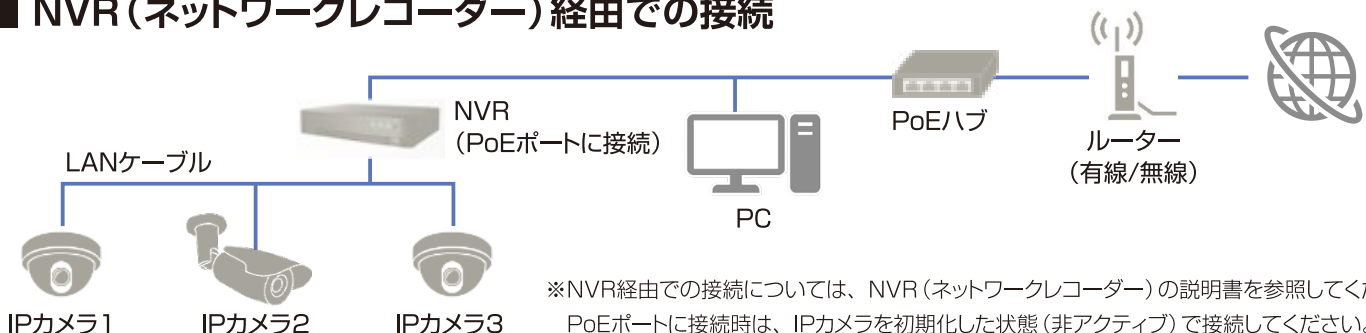 ■ NVR（ネットワークレコーダー）経由での接続
NVR
（PoEポートに接続）
LANケーブル
PoEハブ
ルーター
（有線/無線）
PC
IPカメラ1
IPカメラ2
IPカメラ3
※NVR経由での接続については、NVR（ネットワークレコーダー）の説明書を参照してくだ
PoEポートに接続時は、IPカメラを初期化した状態（非アクティブ）で接続してください。